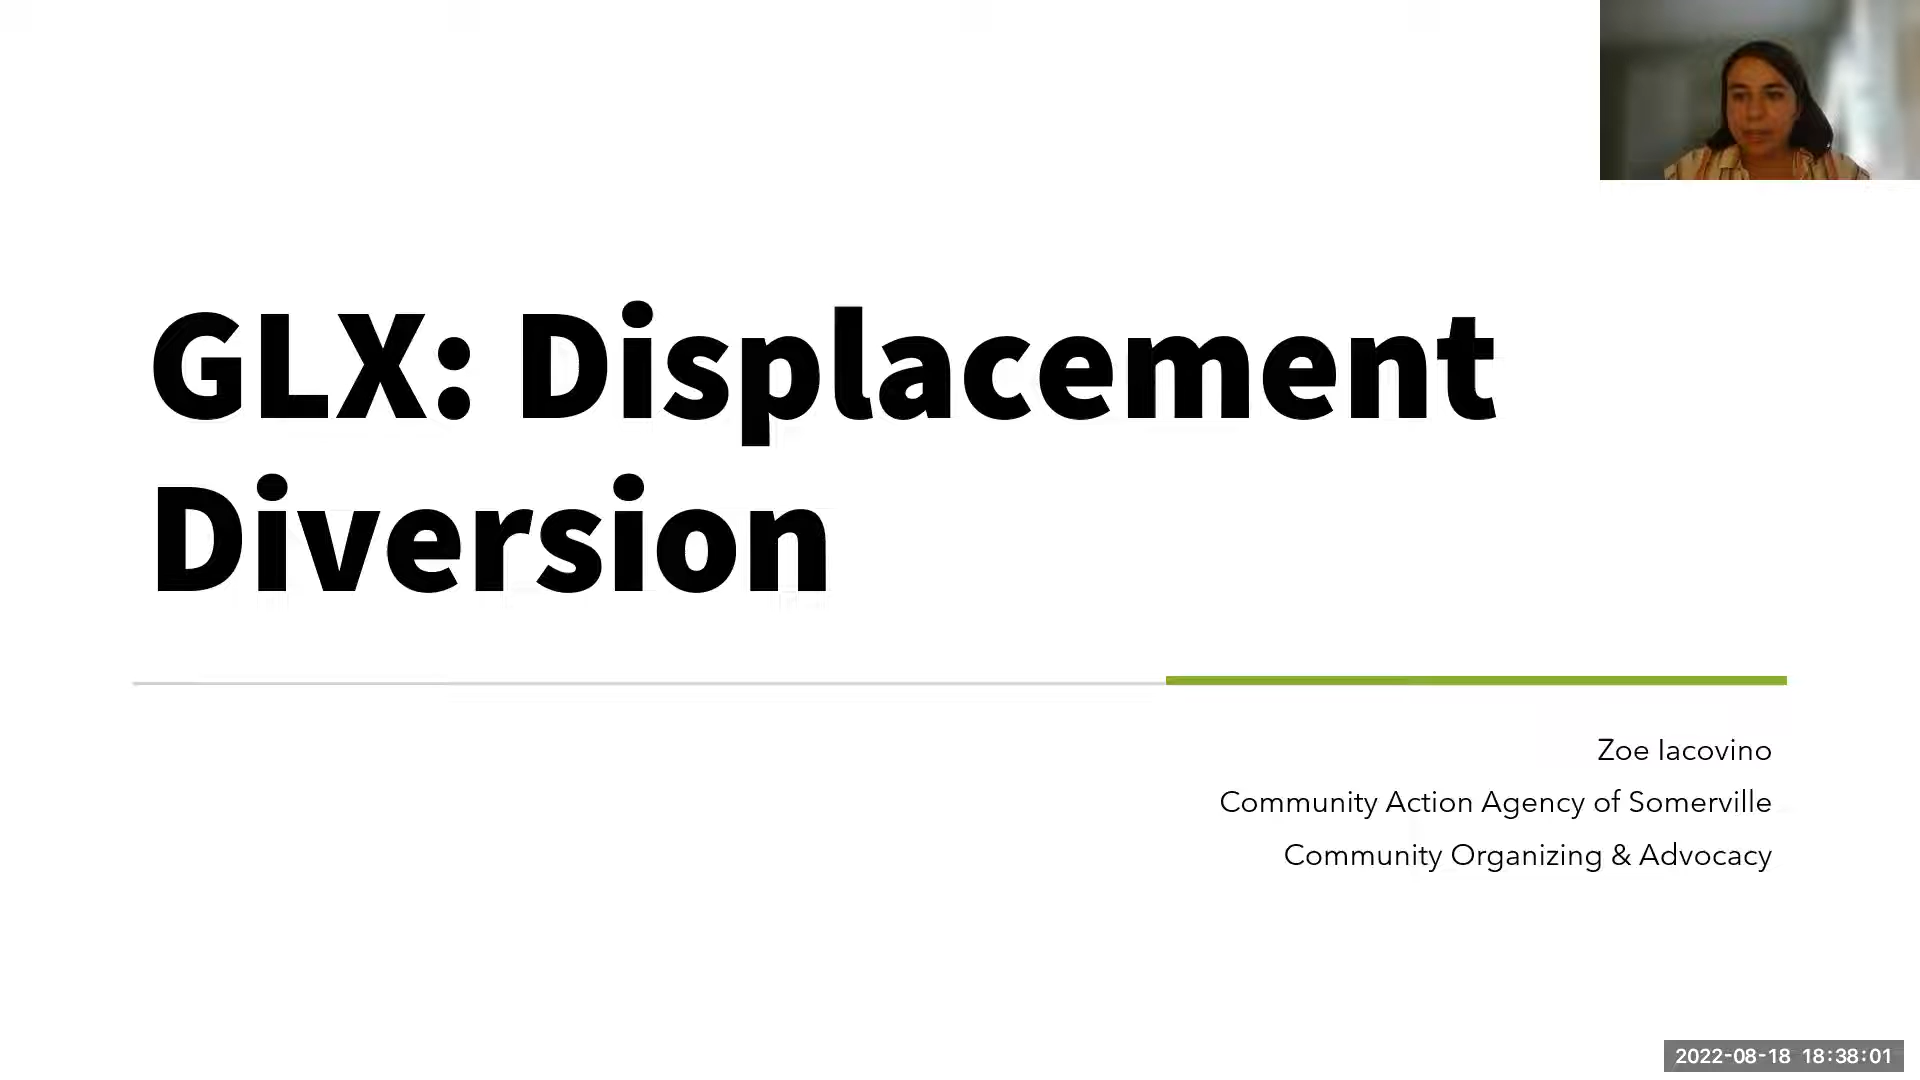 GLX: Displacement
Diversion
Zoe Iacovino
Community Action Agency of Somerville
Community Organizing & Advocacy
2022-08-18 18:38:01